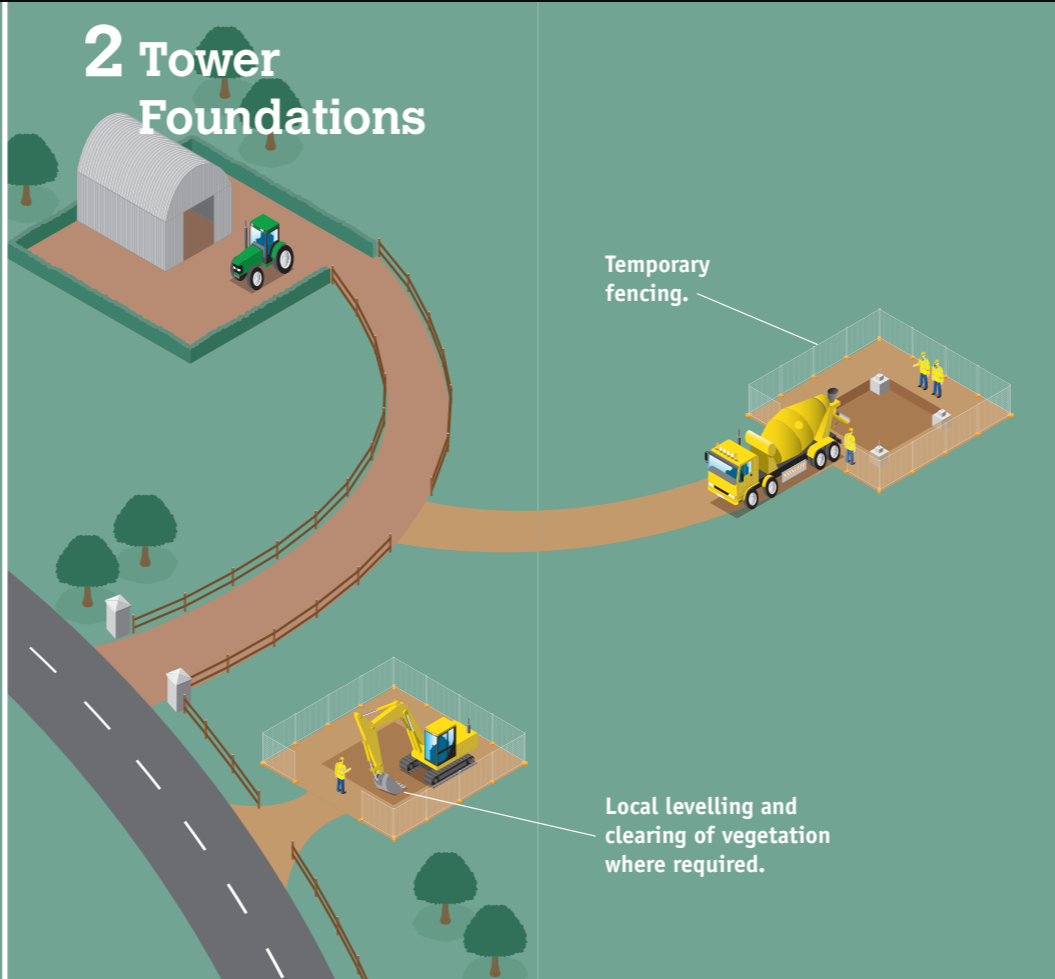 2 Tower
Foundations
Temporary
fencing.
Local levelling and
clearing of vegetation
where required.